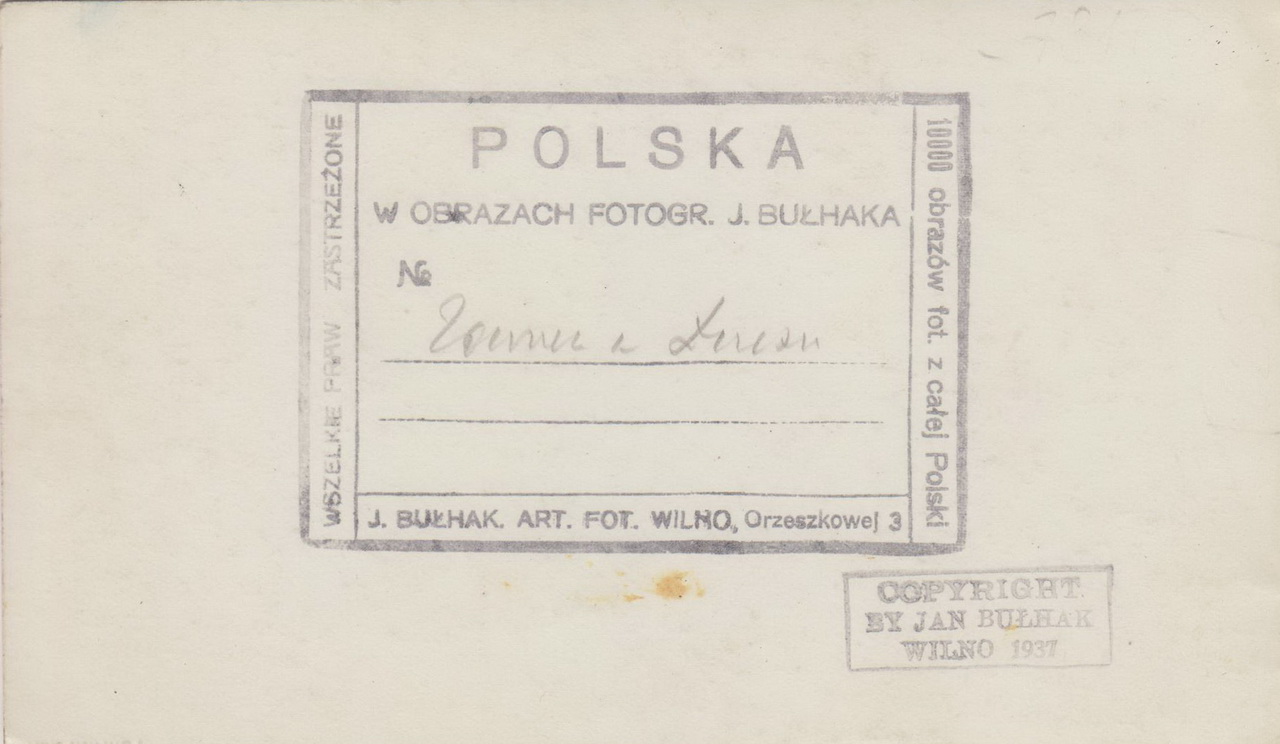 POLSKA
W OBRAZACH FOTOGR. J. BUŁHAKA
№
J. BUŁHAK. ART. FOT. WILNO, Orzeszkowej 3
WSZELKIE PRAW ZASTRZEŻONE
10000 obrazów fot. z całej Polski
COPYRIGHT
BY JAN BUŁHAK
WILNO 1937